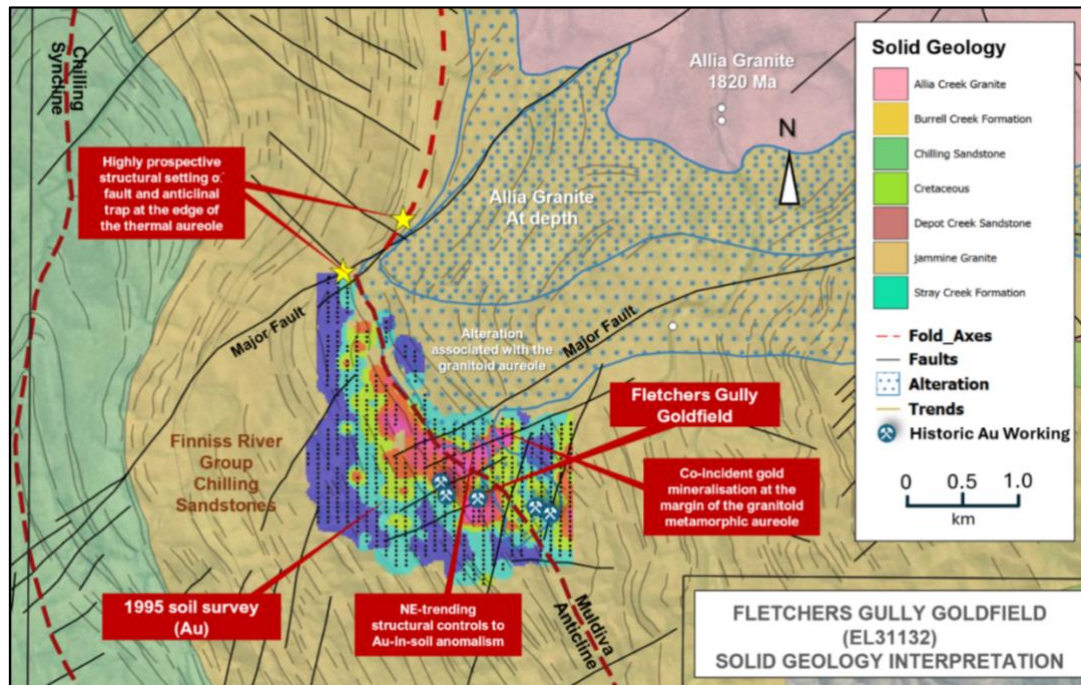 Chilling
Syncline
Allia Granite
1820 Ma
N
Highly prospective
structural setting of
fault and anticlinal
trap at the edge of
the thermal aureole
Allia Granite
At depth
Major Fault
Major Fault
Alteration
associated with the
granitoid aureole
Fletchers Gully
Goldfield
Finniss River
Group
Chilling
Sandstones
Co-incident gold
mineralisation at the
margin of the granitoid
metamorphic aureole
1995 soil survey
(Au)
NE-trending
structural controls to
Au-In-soil anomalism
Muldiva
Anticline
Solid Geology
Allia Creek Granite
Burrell Creek Formation
Chilling Sandstone
Cretaceous
Depot Creek Sandstone
jammine Granite
Stray Creek Formation
Fold_Axes
Faults
Alteration
Trends
Historic Au Working
0 0.5 1.0
km
FLETCHERS GULLY GOLDFIELD
(EL31132)
SOLID GEOLOGY INTERPRETATION